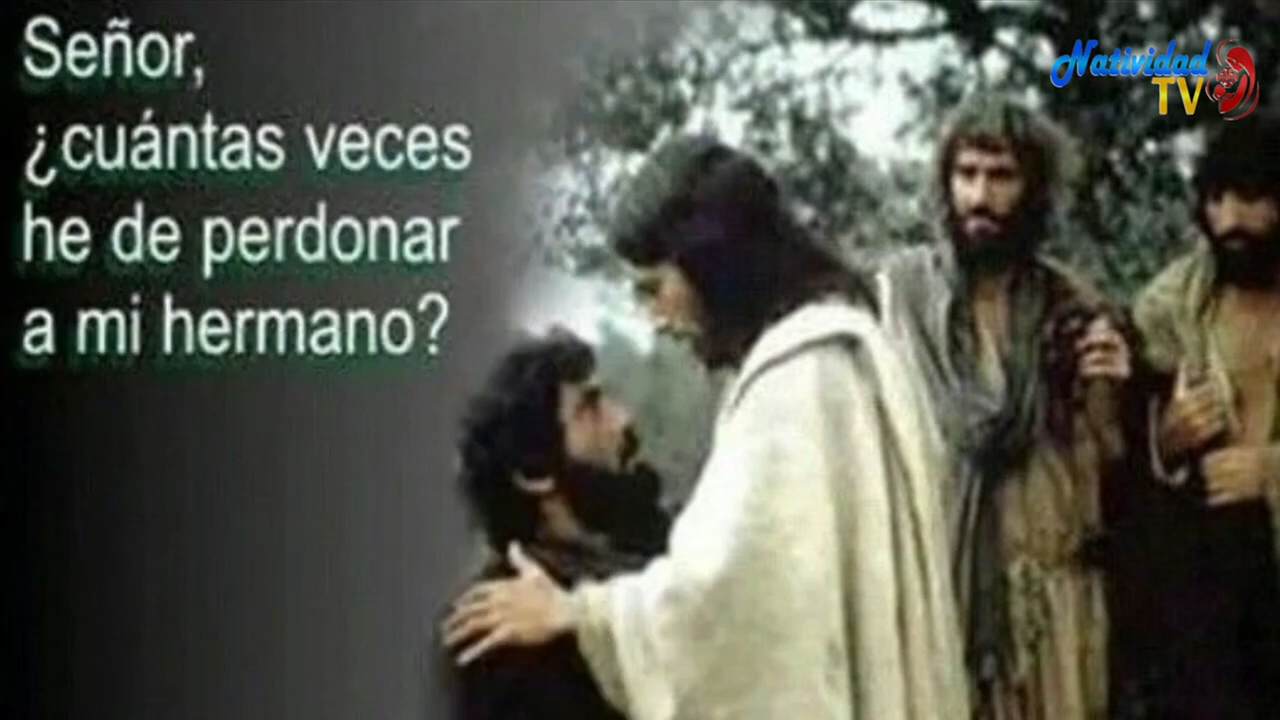 Señor,
¿cuántas veces
he de perdonar
a mi hermano?
Natividad
TV